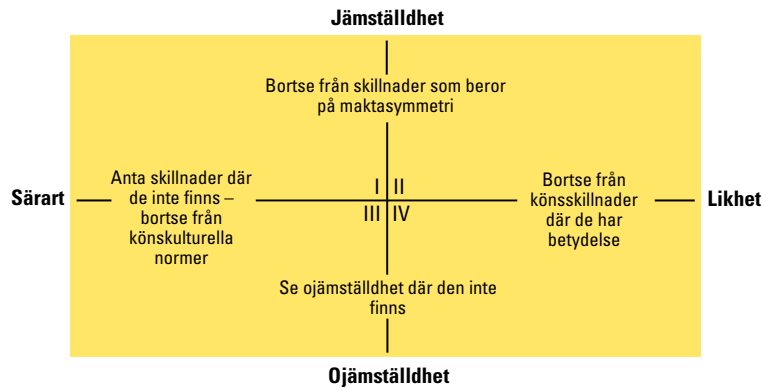 Jämställdhet
Bortse från skillnader som beror
på maktasymmetri
Särart
Anta skillnader där
de inte finns –
bortse från
könskulturella
normer
I II
III IV
Bortse från
könsskillnader
där de har
betydelse
Likhet
Se ojämställdhet där den inte
finns
Ojämställdhet